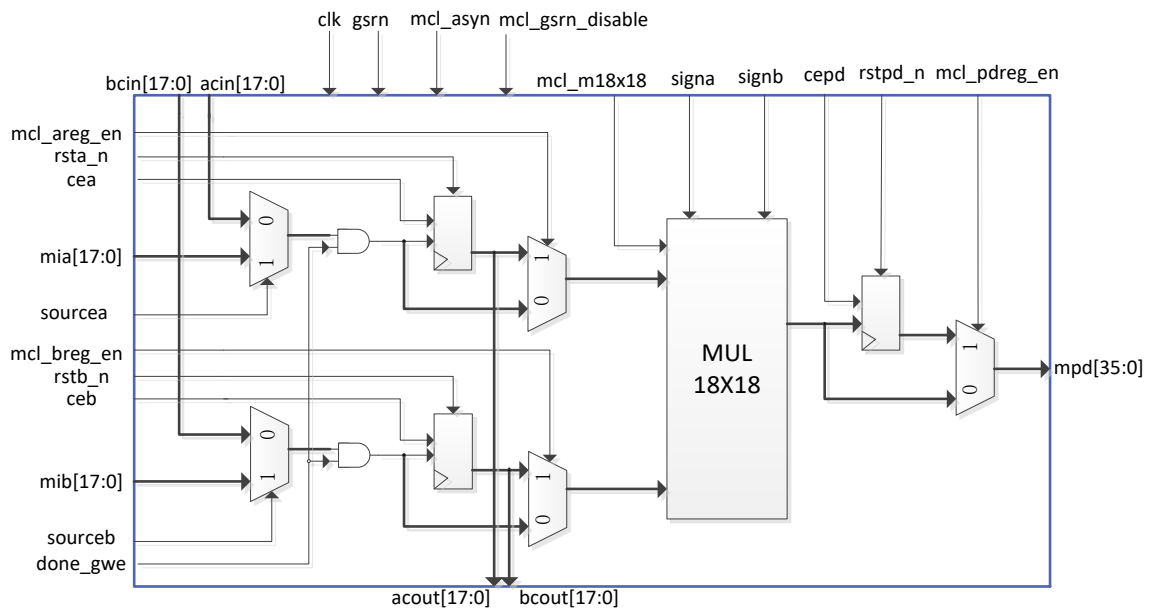 clk gsrn mcl_asyn mcl_gsrn_disable
bcin[17:0] acin[17:0] mcl_m18x18 signa signb cepd rstpd_n mcl_pdreg_en
mcl_areg_en
rsta_n
cea
0
mia[17:0]
1
1
0
sourcea
mcl_breg_en
rstb_n
ceb
MUL
18X18
1
0
mpd[35:0]
0
mib[17:0]
1
1
0
sourceb
done_gwe
acout[17:0] bcout[17:0]